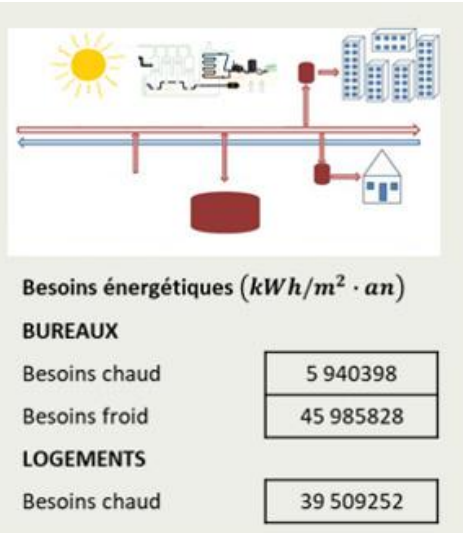 Besoins énergétiques (kWh/m² · an)
BUREAUX
Besoins chaud 5 940398
Besoins froid 45 985828
LOGEMENTS
Besoins chaud 39 509252